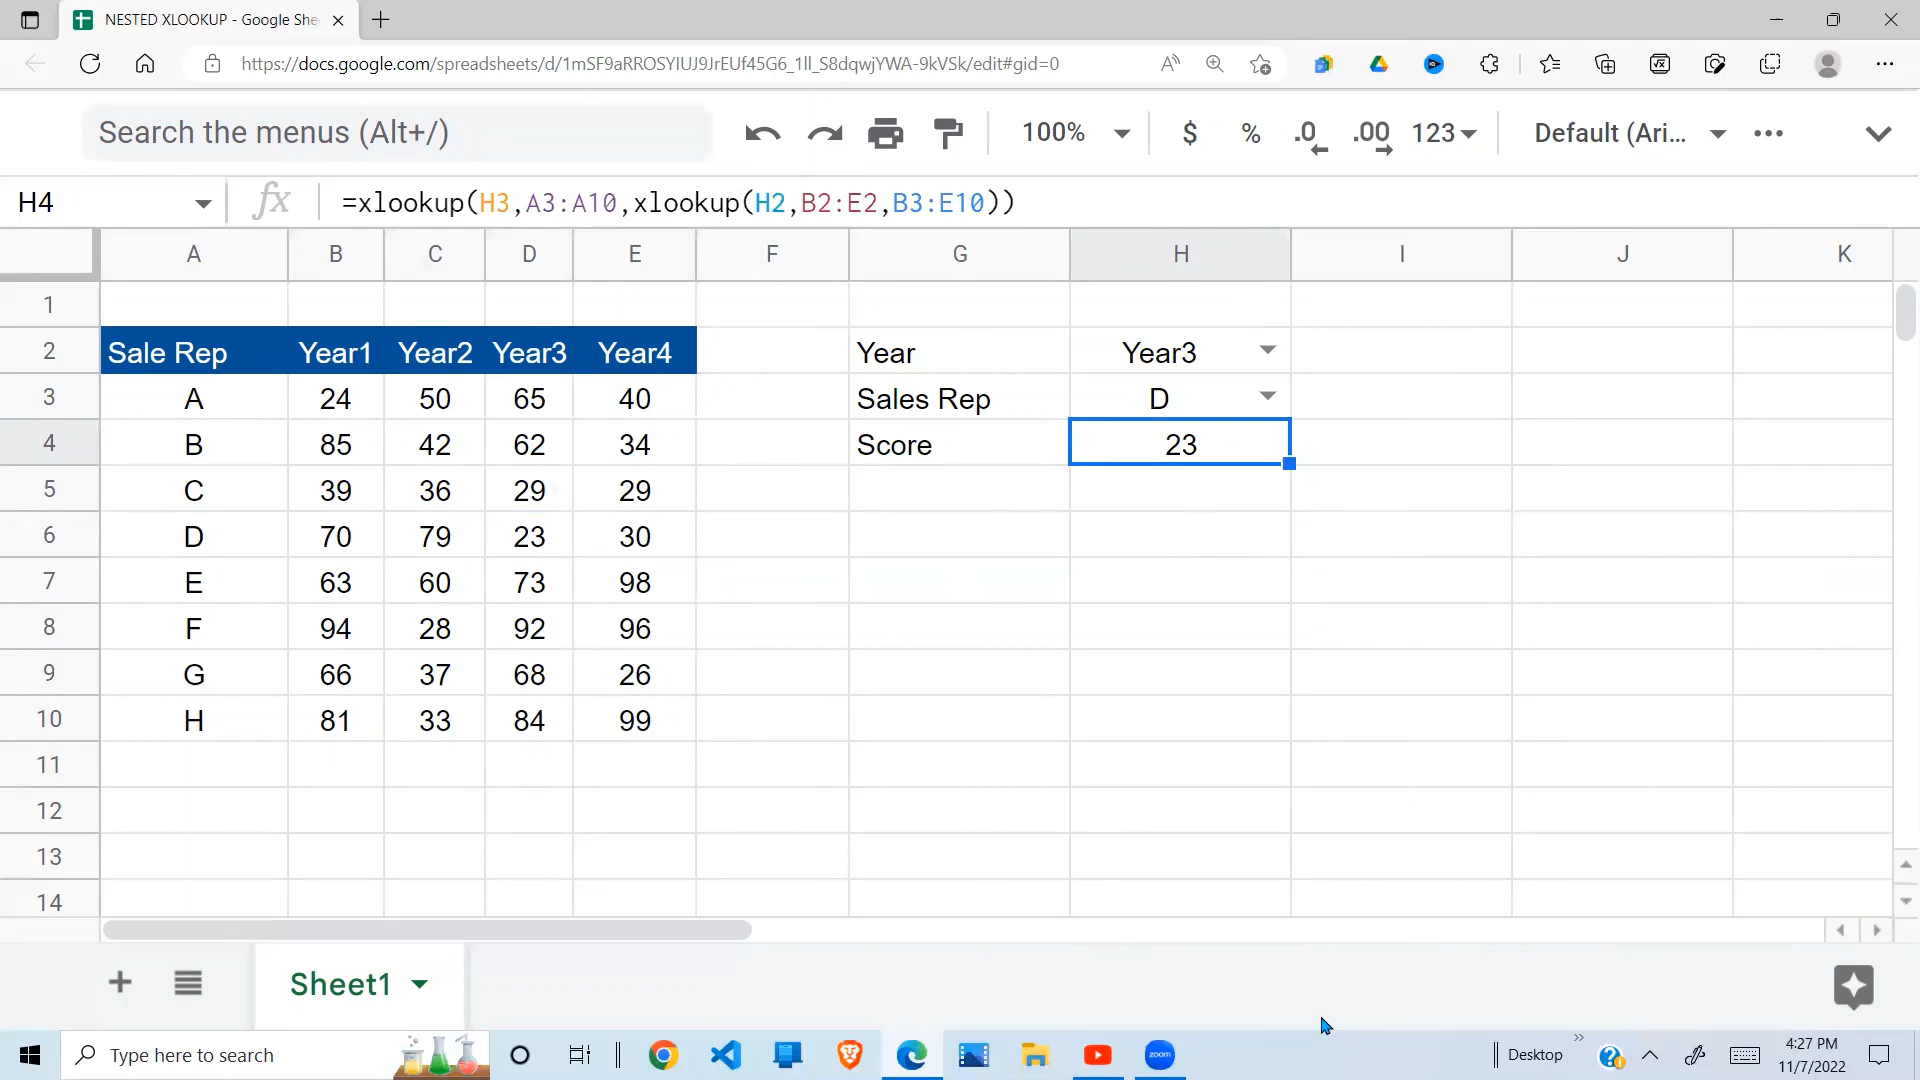 NESTED XLOOKUP - Google She
https://docs.google.com/spreadsheets/d/1mSF9aRROSYIUJ9JrEUf45G6_1ll_S8dqwjYWA-9kVSk/edit#gid=0
Search the menus (Alt+/)
100%
$
%
.0
.00
123
Default (Ari...
H4
fx
=xlookup(H3,A3:A10,xlookup(H2,B2:E2,B3:E10))
A B C D E F G H I J K
1
2 Sale Rep Year1 Year2 Year3 Year4 Year Year3
3 A 24 50 65 40 Sales Rep D
4 B 85 42 62 34 Score 23
5 C 39 36 29 29
6 D 70 79 23 30
7 E 63 60 73 98
8 F 94 28 92 96
9 G 66 37 68 26
10 H 81 33 84 99
11
12
13
14
Sheet1
Type here to search
zoom
Desktop
4:27 PM
11/7/2022